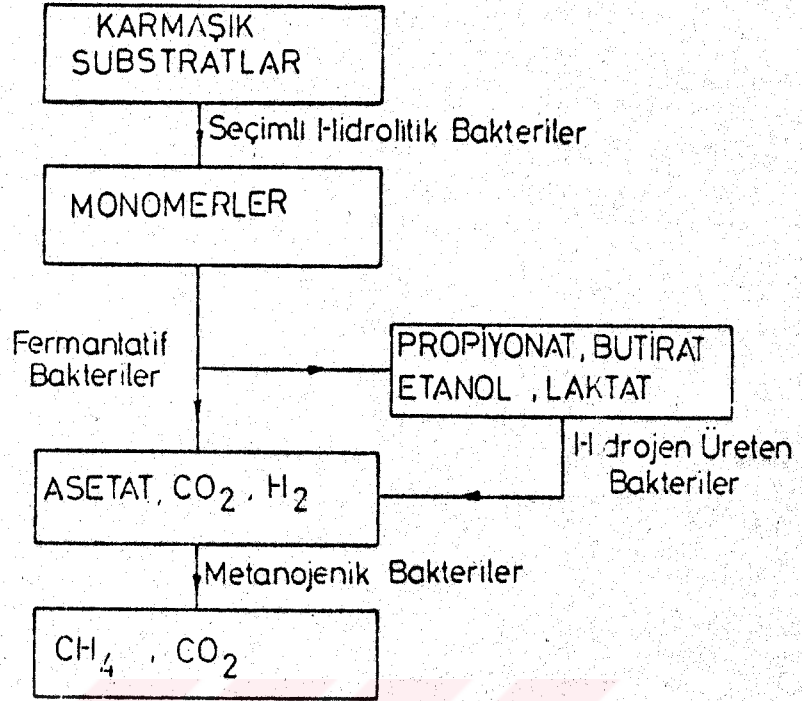 KARMAŞIK
SUBSTRATLAR
Seçimli Hidrolitik Bakteriler
MONOMERLER
Fermantatif
Bakteriler
PROPİYONAT, BUTİRAT
ETANOL , LAKTAT
Hidrojen Üreten
Bakteriler
ASETAT, CO₂ , H₂
Metanojenik Bakteriler
CH₄ , CO₂